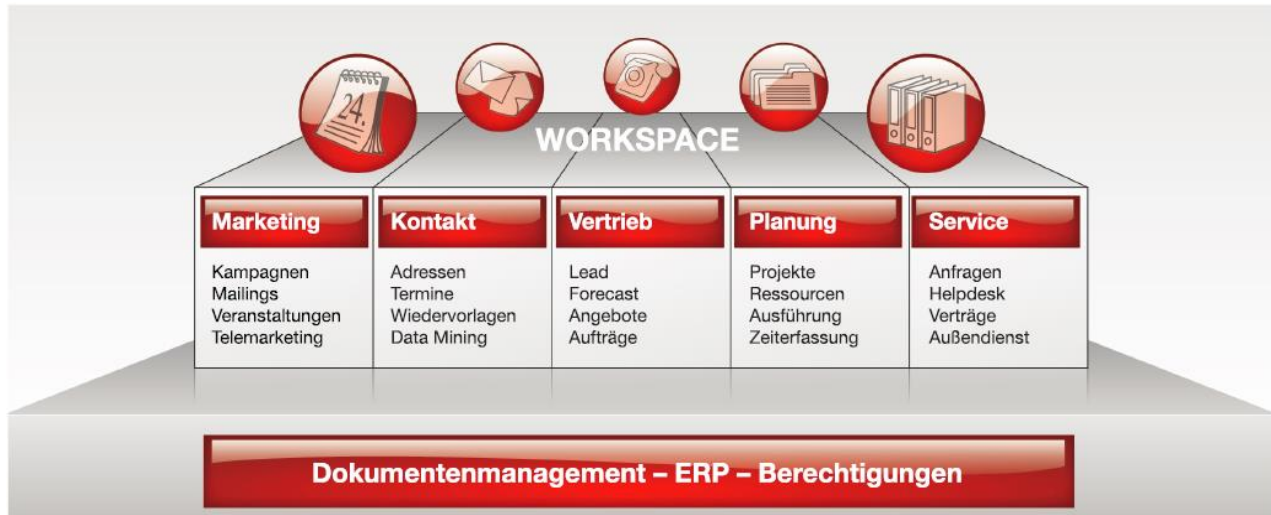 24.
WORKSPACE
Marketing
Kampagnen
Mailings
Veranstaltungen
Telemarketing
Kontakt
Adressen
Termine
Wiedervorlagen
Data Mining
Vertrieb
Lead
Forecast
Angebote
Aufträge
Planung
Projekte
Ressourcen
Ausführung
Zeiterfassung
Service
Anfragen
Helpdesk
Verträge
Außendienst
Dokumentenmanagement – ERP – Berechtigungen